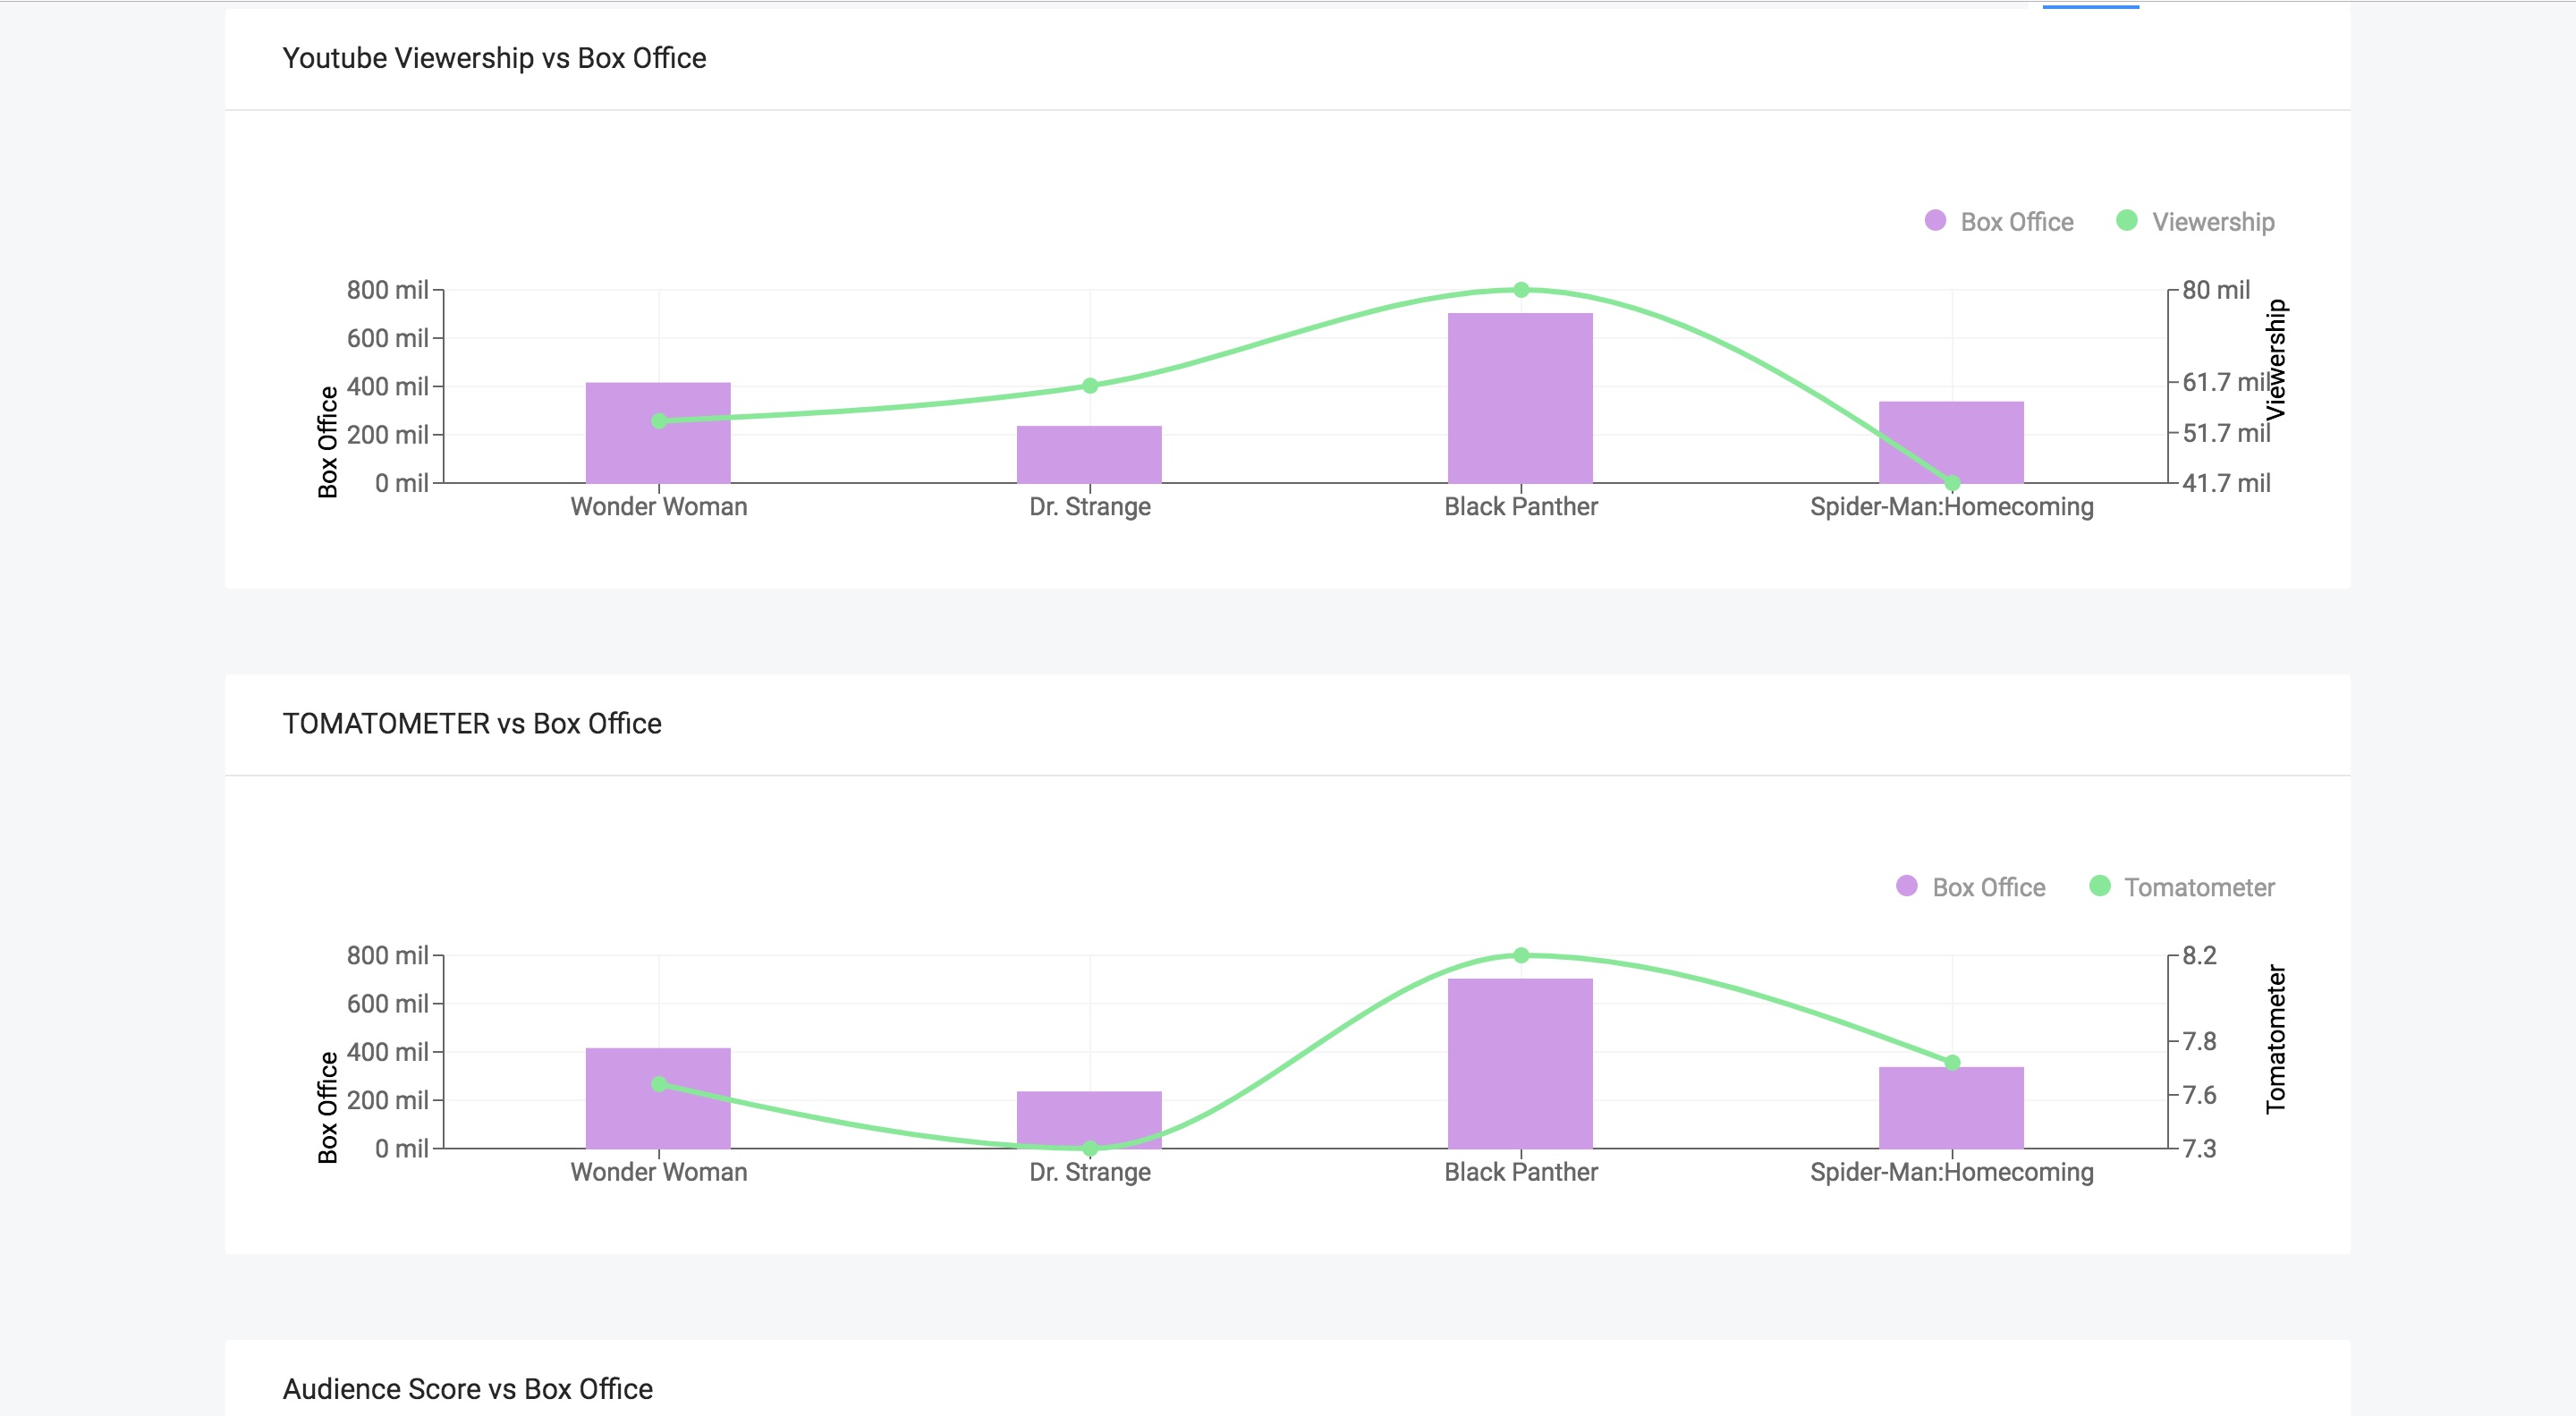 Youtube Viewership vs Box Office
Box Office Viewership
800 mil
600 mil
400 mil
200 mil
0 mil
Box Office
80 mil
61.7 mil
51.7 mil
41.7 mil
Viewership
Wonder Woman Dr. Strange Black Panther Spider-Man:Homecoming
TOMATOMETER vs Box Office
Box Office Tomatometer
800 mil
600 mil
400 mil
200 mil
0 mil
Box Office
8.2
7.8
7.6
7.3
Tomatometer
Wonder Woman Dr. Strange Black Panther Spider-Man:Homecoming
Audience Score vs Box Office